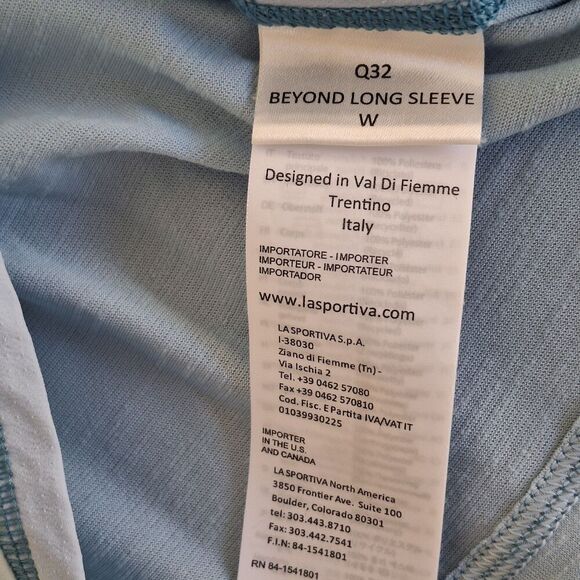 Q32
BEYOND LONG SLEEVE
W
Designed in Val Di Fiemme
Trentino
Italy
IMPORTATORE - IMPORTER
IMPORTEUR - IMPORTATEUR
IMPORTADOR
www.lasportiva.com
LA SPORTIVA S.p.A.
I-38030
Ziano di Fiemme (Tn) -
Via Ischia 2
Tel. +39 0462 57080
Fax +39 0462 570810
Cod. Fisc. E Partita IVA/VAT IT
01039930225
IMPORTER
IN THE U.S.
AND CANADA
LA SPORTIVA North America
3850 Frontier Ave. Suite 100
Boulder, Colorado 80301
tel: 303.443.8710
Fax: 303.442.7541
F.I.N: 84-1541801
RN 84-1541801